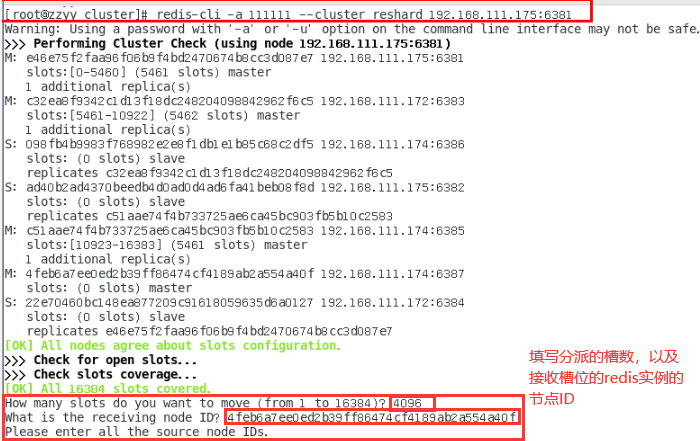 [root@zzyy cluster]# redis-cli -a 111111 --cluster reshard 192.168.111.175:6381
Warning: Using a password with '-a' or '-u' option on the command line interface may not be safe.
>>> Performing Cluster Check (using node 192.168.111.175:6381)
M: e46e75f2faa96f06b9f4bd2470674b8cc3d087e7 192.168.111.175:6381
slots:[0-5460] (5461 slots) master
1 additional replica(s)
M: c32ea8f9342c1d13f18dc248204098842962f6c5 192.168.111.172:6383
slots:[5461-10922] (5462 slots) master
1 additional replica(s)
S: 098fb4b9983f768982e2e8f1db1e1b85c68c2df5 192.168.111.174:6386
slots: (0 slots) slave
replicates c32ea8f9342c1d13f18dc248204098842962f6c5
S: ad40b2ad4370beedb4d0ad0d4ad6fa41beb08f8d 192.168.111.175:6382
slots: (0 slots) slave
replicates c51aae74f4b733725ae6ca45bc903fb5b10c2583
M: c51aae74f4b733725ae6ca45bc903fb5b10c2583 192.168.111.174:6385
slots:[10923-16383] (5461 slots) master
1 additional replica(s)
M: 4feb6a7ee0ed2b39ff86474cf4189ab2a554a40f 192.168.111.174:6387
slots: (0 slots) master
S: 22e70460bc148ea877209c91618059635d6a0127 192.168.111.172:6384
slots: (0 slots) slave
replicates e46e75f2faa96f06b9f4bd2470674b8cc3d087e7
[OK] All nodes agree about slots configuration.
>>> Check for open slots...
>>> Check slots coverage...
[OK] All 16384 slots covered.
How many slots do you want to move (from 1 to 16384)? 4096
What is the receiving node ID? 4feb6a7ee0ed2b39ff86474cf4189ab2a554a40f
Please enter all the source node IDs.
填写分派的槽数，以及
接收槽位的redis实例的
节点ID